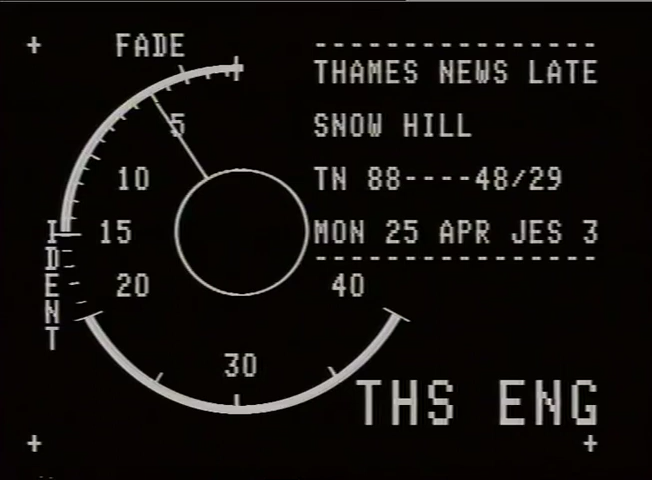 FADE
THAMES NEWS LATE
SNOW HILL
TN 88----48/29
MON 25 APR JES 3
5
10
15
20
30
40
IDENT
THS ENG